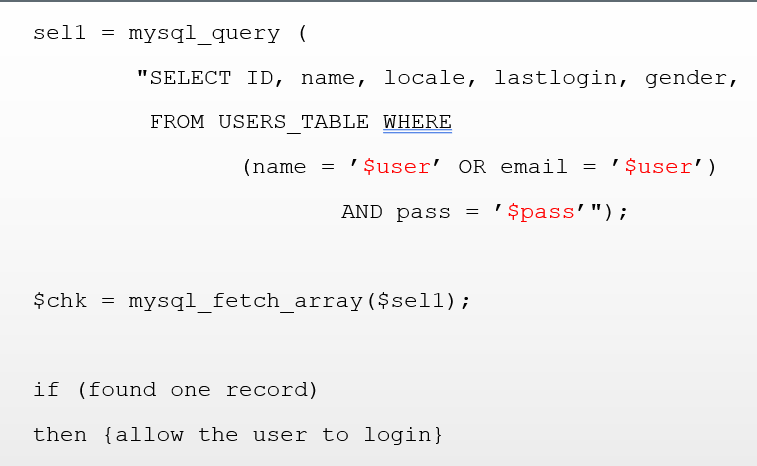 sel1 = mysql_query (
"SELECT ID, name, locale, lastlogin, gender,
FROM USERS_TABLE WHERE
(name = ’$user’ OR email = ’$user’)
AND pass = ’$pass’");
$chk = mysql_fetch_array($sel1);
if (found one record)
then {allow the user to login}